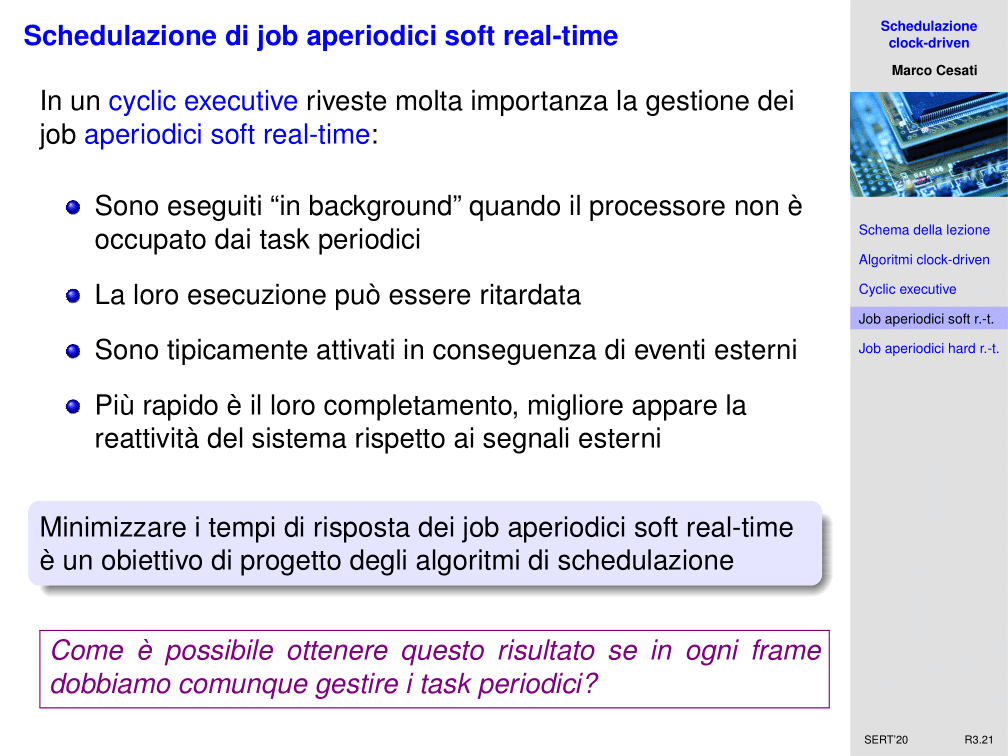 Schedulazione di job aperiodici soft real-time
In un cyclic executive riveste molta importanza la gestione dei
job aperiodici soft real-time:
Sono eseguiti “in background” quando il processore non è
occupato dai task periodici
La loro esecuzione può essere ritardata
Sono tipicamente attivati in conseguenza di eventi esterni
Più rapido è il loro completamento, migliore appare la
reattività del sistema rispetto ai segnali esterni
Minimizzare i tempi di risposta dei job aperiodici soft real-time
è un obiettivo di progetto degli algoritmi di schedulazione
Come è possibile ottenere questo risultato se in ogni frame
dobbiamo comunque gestire i task periodici?
Schedulazione
clock-driven
Marco Cesati
R47 R48
Schema della lezione
Algoritmi clock-driven
Cyclic executive
Job aperiodici soft r.-t.
Job aperiodici hard r.-t.
SERT’20 R3.21